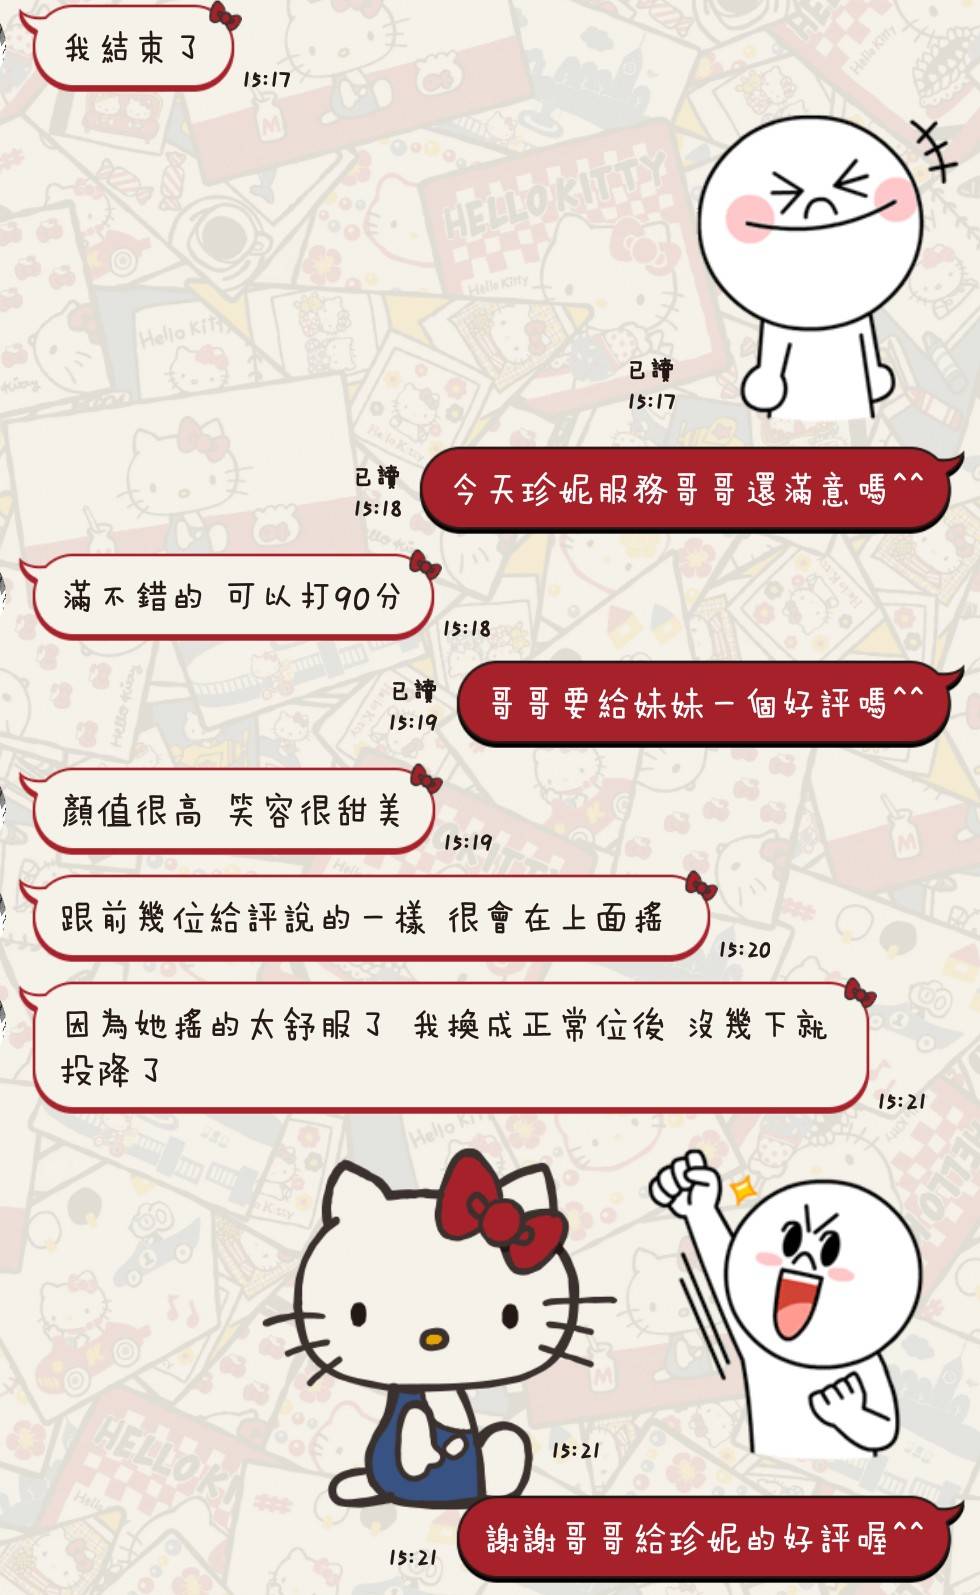 我結束了
15:17
HELLO KITTY
Hello Kitty
Hello Kitty
已讀
15:17
今天珍妮服務哥哥還滿意嗎^^
已讀
15:18
滿不錯的 可以打90分
15:18
哥哥要給妹妹一個好評嗎^^
已讀
15:19
顏值很高 笑容很甜美
15:19
跟前幾位給評說的一樣 很會在上面搖
15:20
因為她搖的太舒服了 我換成正常位後 沒幾下就
投降了
15:21
15:21
謝謝哥哥給珍妮的好評喔^^
15:21